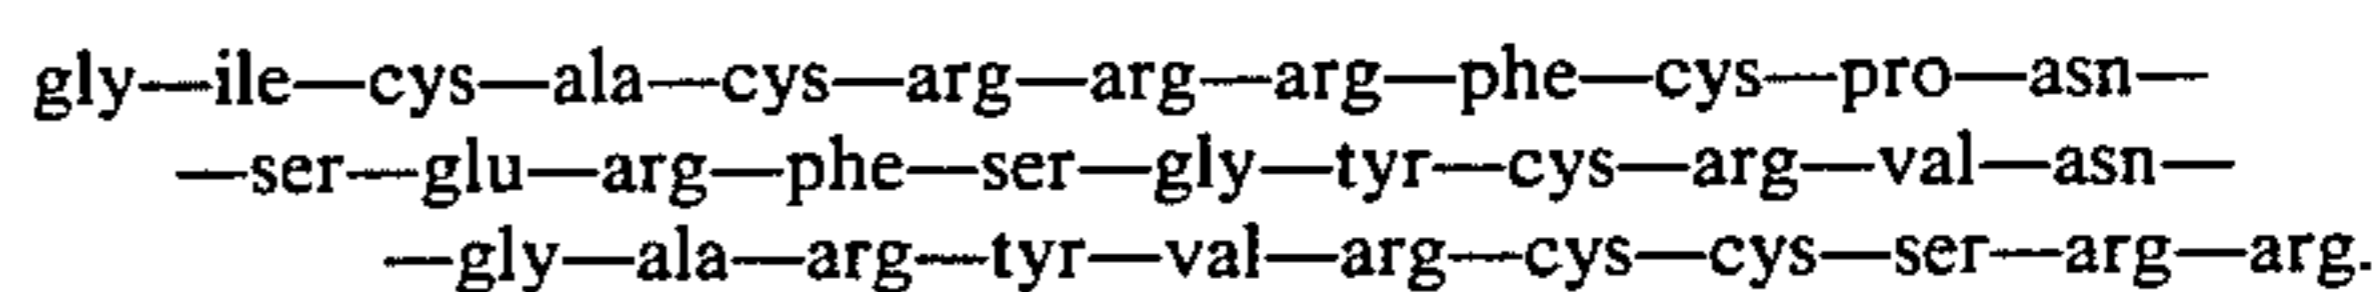 gly—ile—cys—ala—cys—arg—arg—arg—phe—cys—pro—asn—
—ser—glu—arg—phe—ser—gly—tyr—cys—arg—val—asn—
—gly—ala—arg—tyr—val—arg—cys—cys—ser—arg—arg.